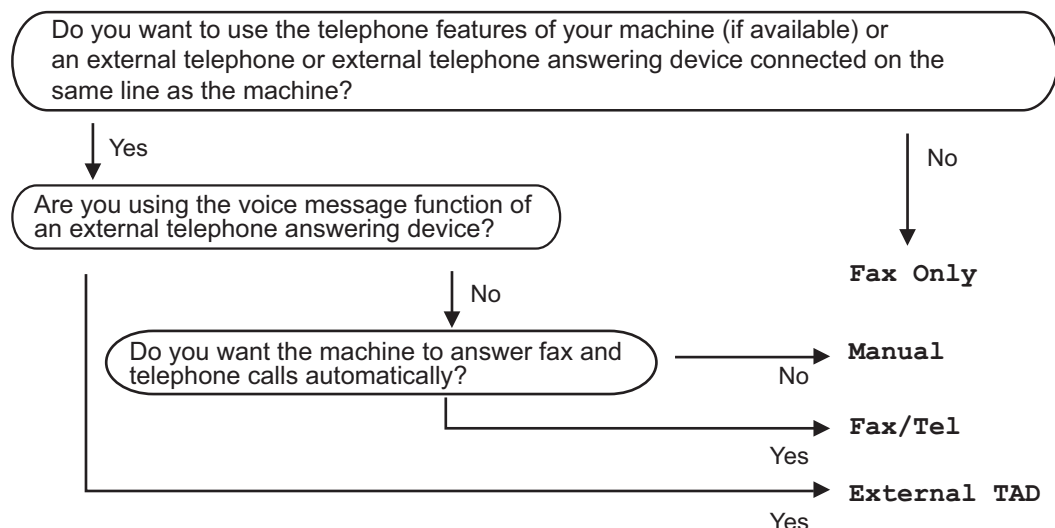 Do you want to use the telephone features of your machine (if available) or
an external telephone or external telephone answering device connected on the
same line as the machine?
Yes
No
Are you using the voice message function of
an external telephone answering device?
Fax Only
No
Do you want the machine to answer fax and
telephone calls automatically?
Manual
No
Fax/Tel
Yes
External TAD
Yes